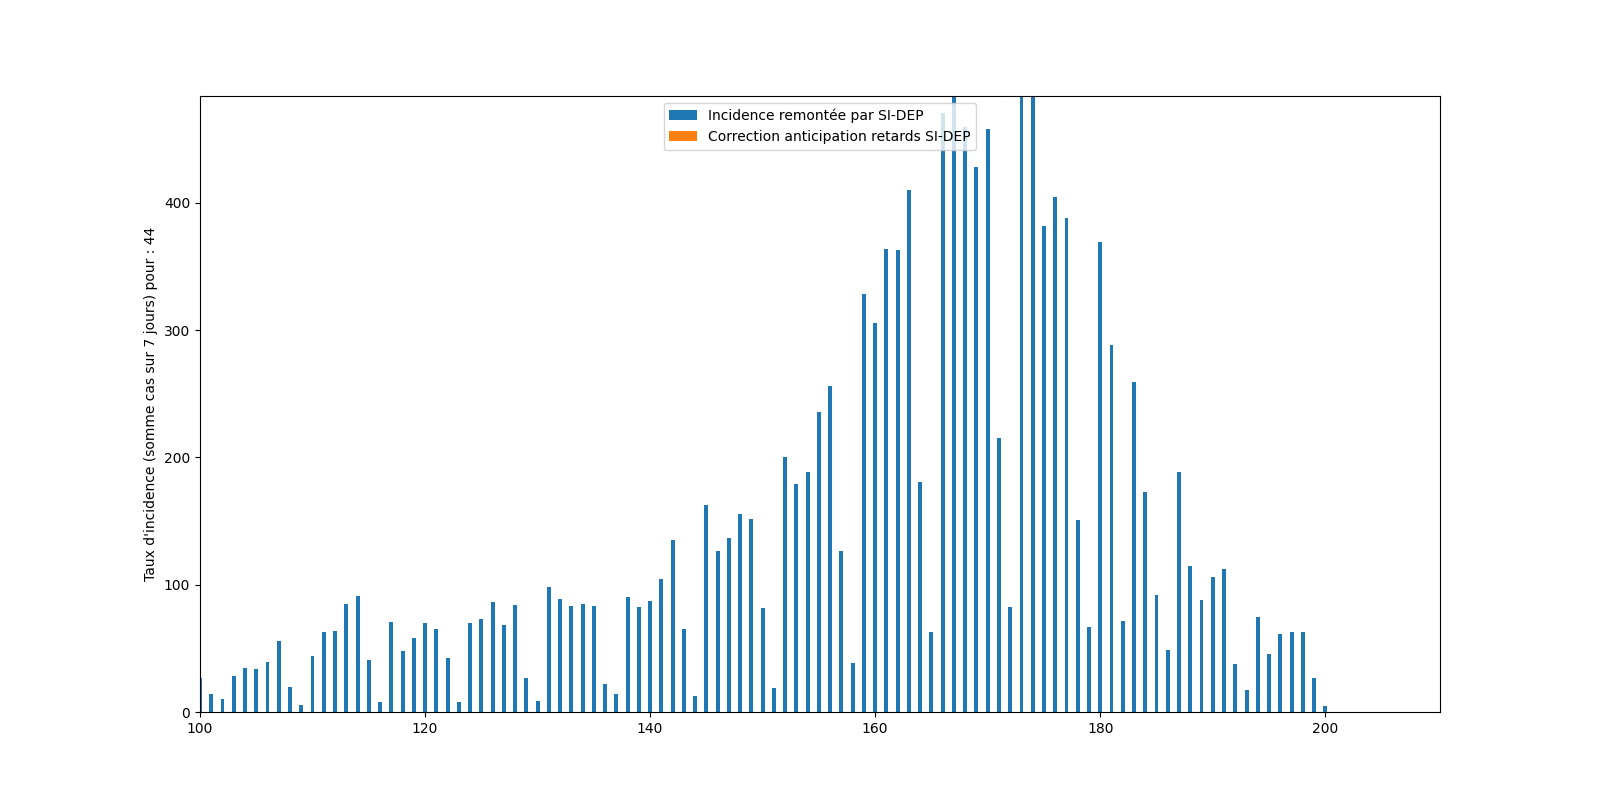 Incidence remontée par SI-DEP
Correction anticipation retards SI-DEP
Taux d'incidence (somme cas sur 7 jours) pour : 44
400
300
200
100
0
100 120 140 160 180 200